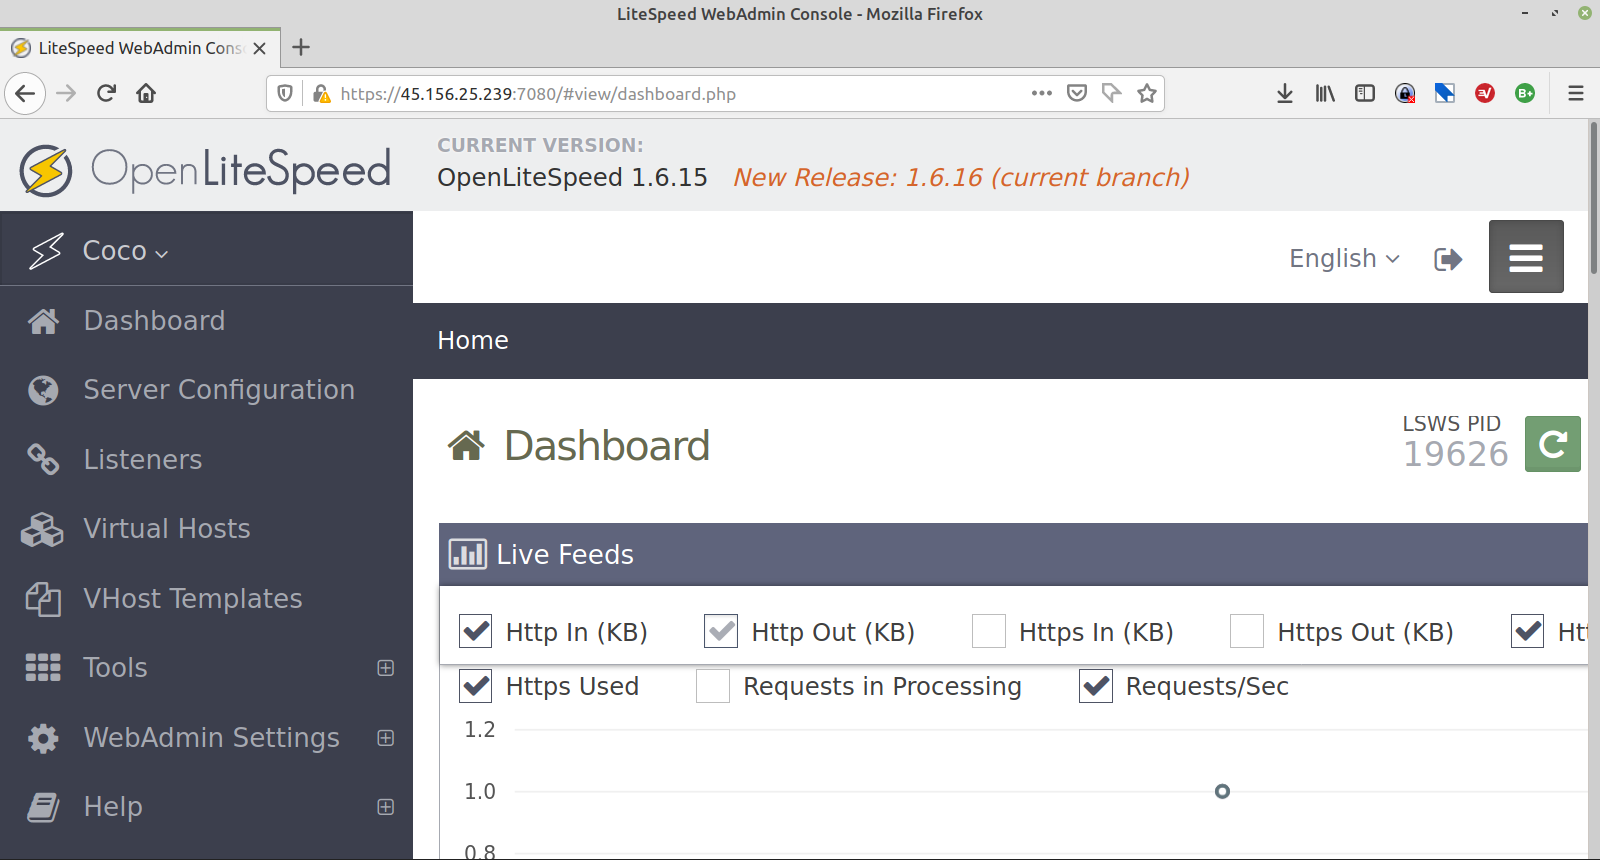 LiteSpeed WebAdmin Console - Mozilla Firefox
LiteSpeed WebAdmin Cons
https://45.156.25.239:7080/#view/dashboard.php
OpenLiteSpeed
CURRENT VERSION:
OpenLiteSpeed 1.6.15 New Release: 1.6.16 (current branch)
Coco
English
Dashboard
Server Configuration
Listeners
Virtual Hosts
VHost Templates
Tools
WebAdmin Settings
Help
Home
Dashboard
LSWS PID
19626
Live Feeds
Http In (KB) Http Out (KB) Https In (KB) Https Out (KB) Htt
Https Used Requests in Processing Requests/Sec
1.2
1.0
0.8